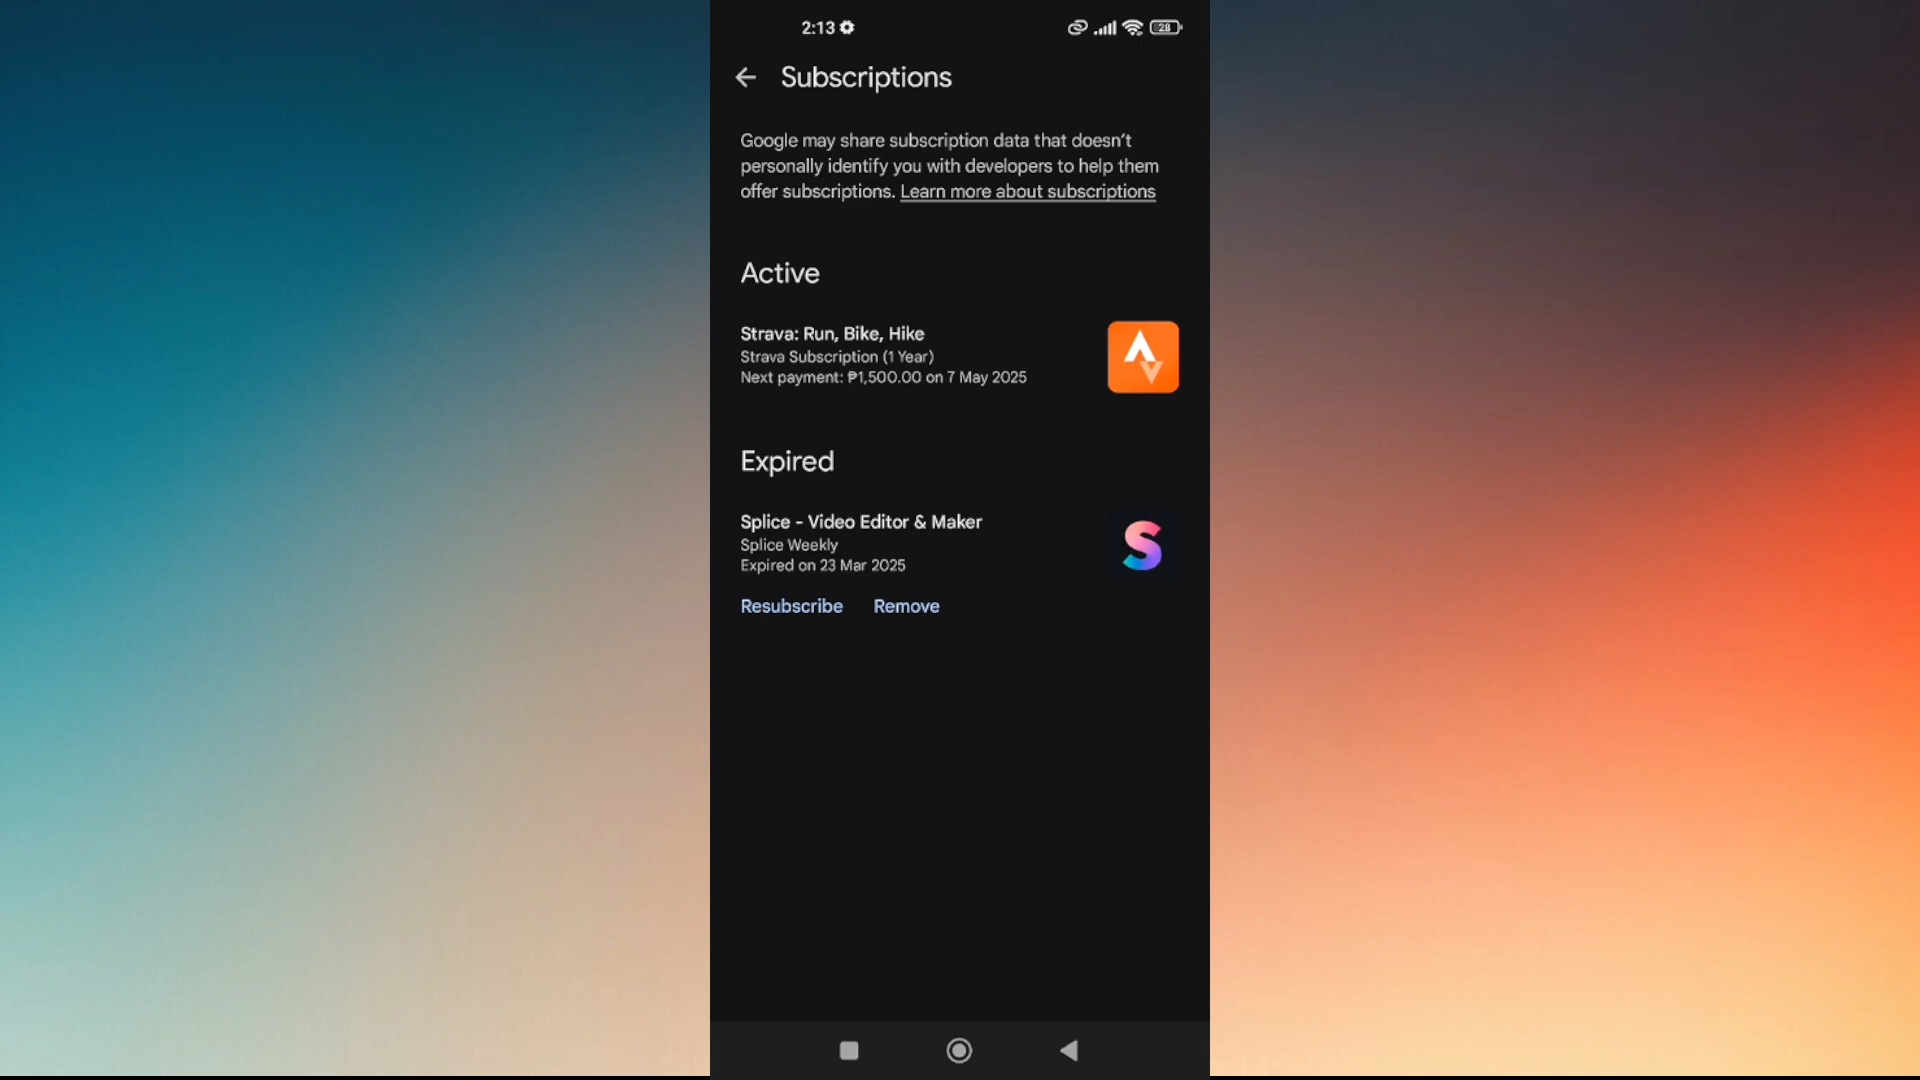 2:13
28
Subscriptions
Google may share subscription data that doesn't
personally identify you with developers to help them
offer subscriptions. Learn more about subscriptions
Active
Strava: Run, Bike, Hike
Strava Subscription (1 Year)
Next payment: ₱1,500.00 on 7 May 2025
Expired
Splice - Video Editor & Maker
Splice Weekly
Expired on 23 Mar 2025
S
Resubscribe Remove